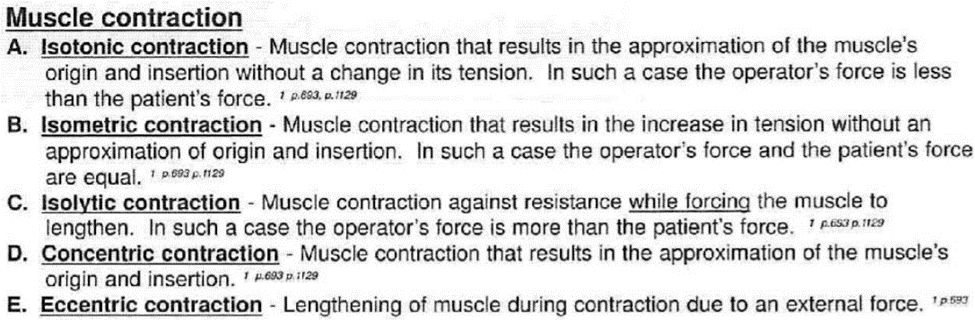 Muscle contraction
A. Isotonic contraction - Muscle contraction that results in the approximation of the muscle's
origin and insertion without a change in its tension. In such a case the operator's force is less
than the patient's force. 1 p.693, p.1129
B. Isometric contraction - Muscle contraction that results in the increase in tension without an
approximation of origin and insertion. In such a case the operator's force and the patient's force
are equal. 1 p.693 p.1129
C. Isolytic contraction - Muscle contraction against resistance while forcing the muscle to
lengthen. In such a case the operator's force is more than the patient's force. 1 p.693 p.1129
D. Concentric contraction - Muscle contraction that results in the approximation of the muscle's
origin and insertion. 1 p.693 p.1129
E. Eccentric contraction - Lengthening of muscle during contraction due to an external force. 1 p.693